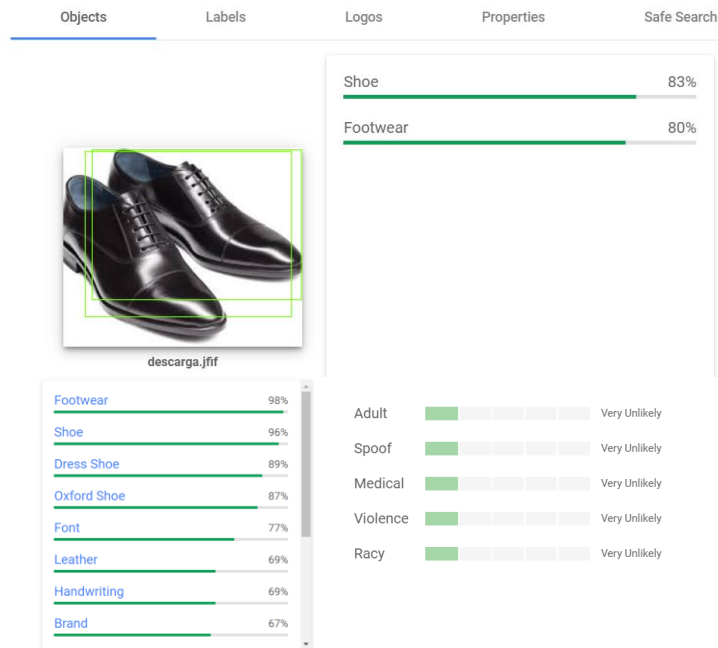 Objects Labels Logos Properties Safe Search
Shoe 83%
Footwear 80%
descarga.jfif
Footwear 98%
Shoe 96%
Dress Shoe 89%
Oxford Shoe 87%
Font 77%
Leather 69%
Handwriting 69%
Brand 67%
Adult Very Unlikely
Spoof Very Unlikely
Medical Very Unlikely
Violence Very Unlikely
Racy Very Unlikely